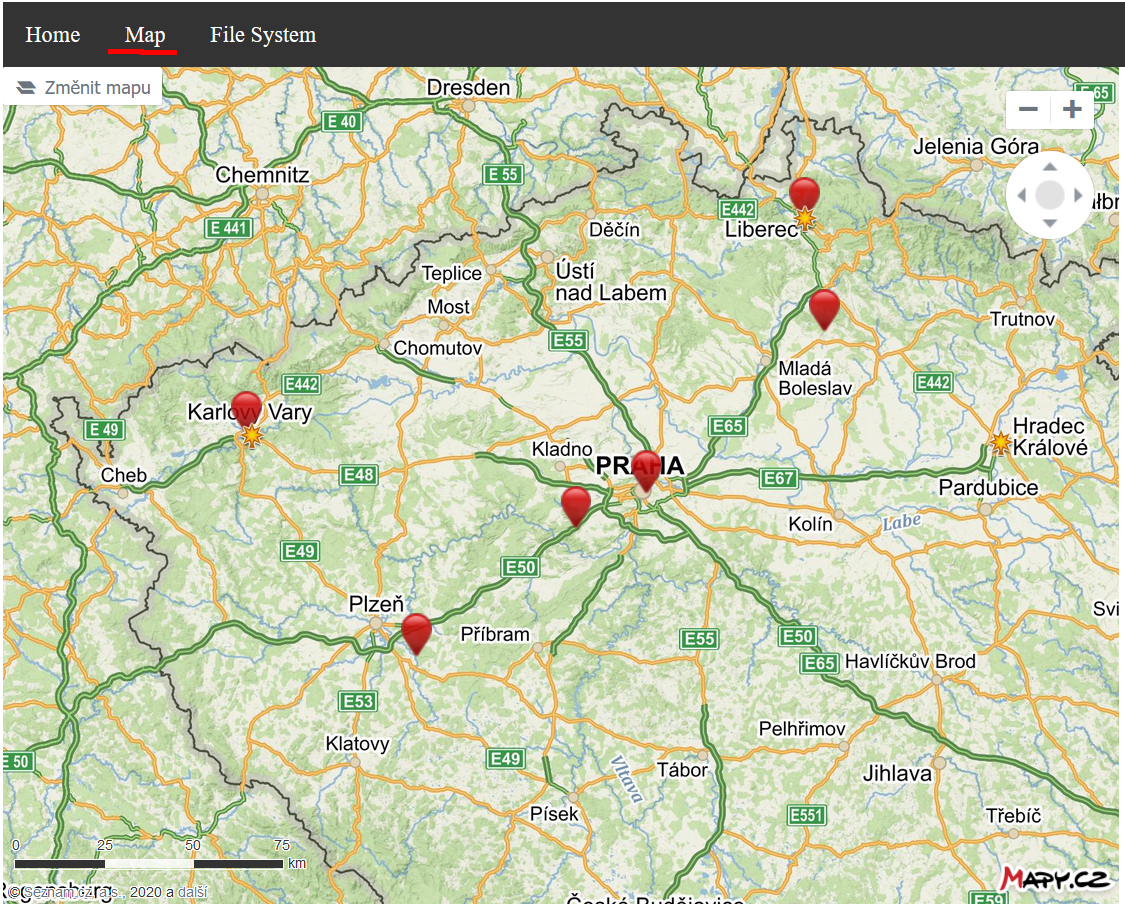 Home Map File System
Změnit mapu
Dresden
E 65
E 40
Jelenia Góra
Chemnitz
E 55
E442
E 441
Liberec
Děčín
Teplice
Ústí
nad Labem
Most
Trutnov
E55
Chomutov
Mladá
Boleslav
E442
E442
Karlovy Vary
E 49
E65
Hradec
Králové
Kladno
PRAHA
Cheb
E48
E67
Pardubice
Kolín
Labe
E49
E50
Plzeň
Svi
Příbram
E55
E50
E65
Havlíčkův Brod
E53
Pelhřimov
Klatovy
E 50
E49
Vltava
Tábor
Jihlava
Písek
E551
Třebíč
0 25 50 75 km
Regensburg
© Seznam.cz, a.s., 2020 a další
České Budějovice
E59
MAPY.CZ